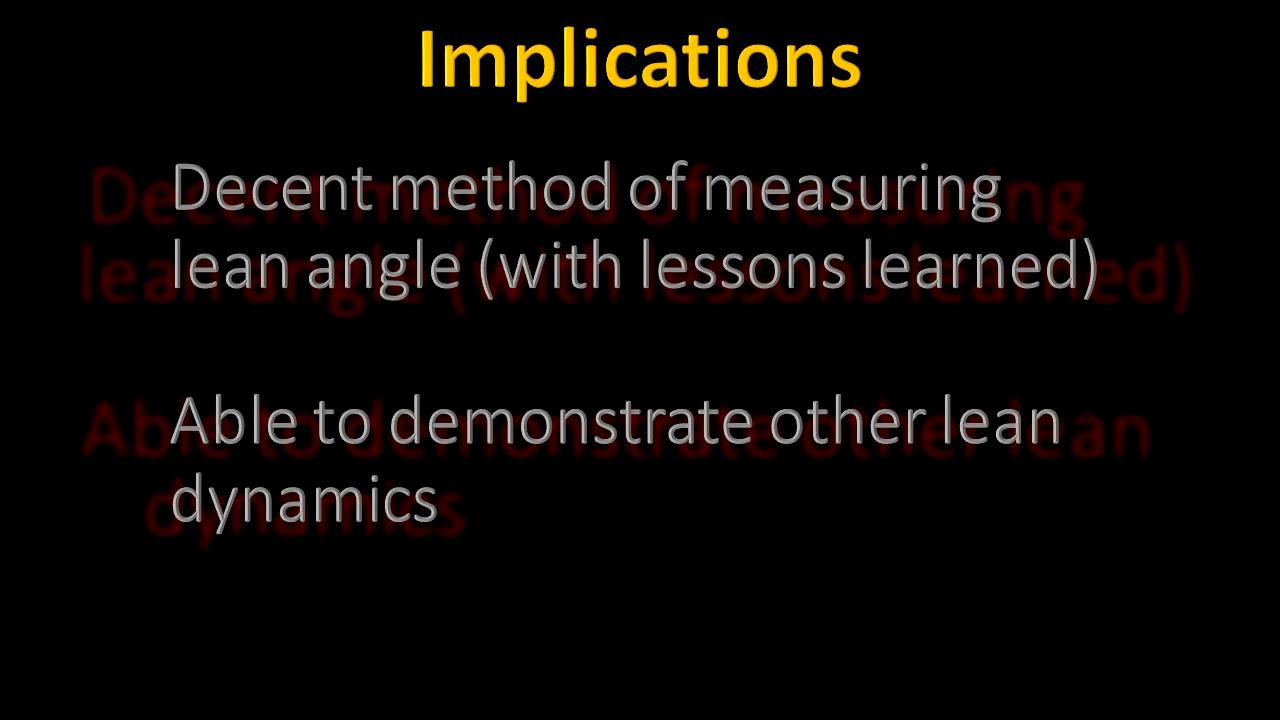 Implications
Decent method of measuring
lean angle (with lessons learned)
Able to demonstrate other lean
dynamics